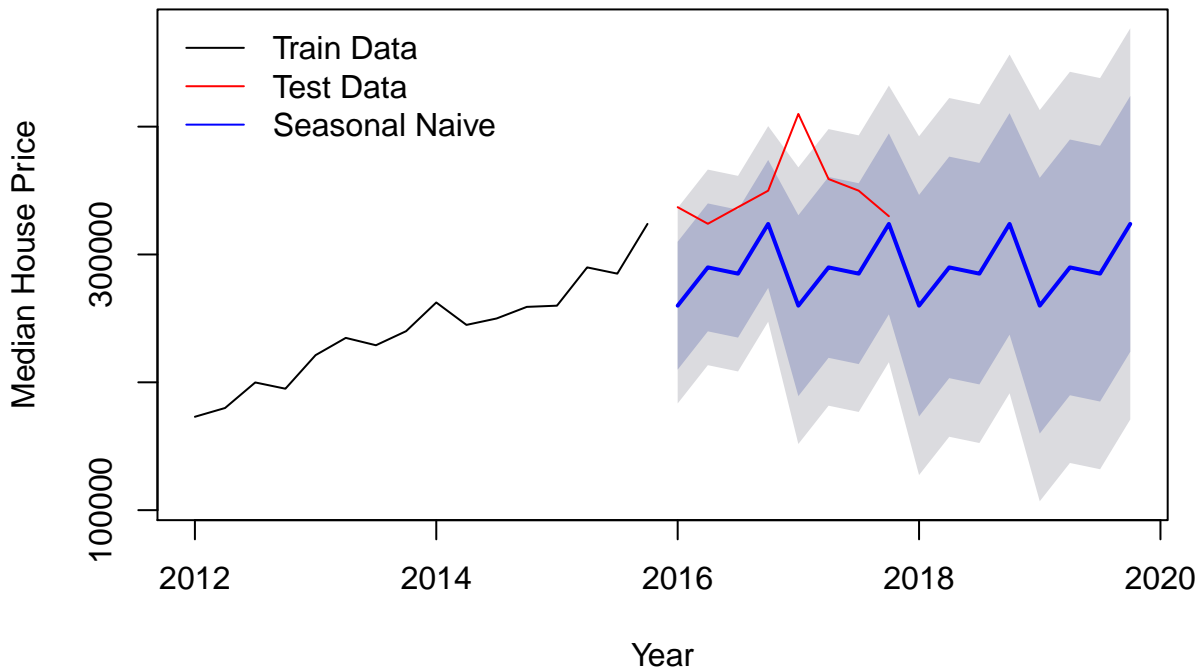 Train Data
Test Data
Seasonal Naive
Median House Price
300000
100000
2012 2014 2016 2018 2020
Year